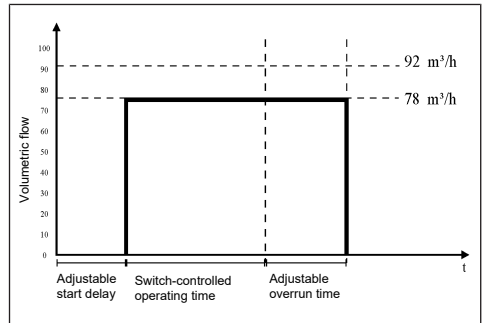 100
90
92 m³/h
80
78 m³/h
70
60
50
40
30
20
10
0
Volumetric flow
t
Adjustable
start delay
Switch-controlled
operating time
Adjustable
overrun time